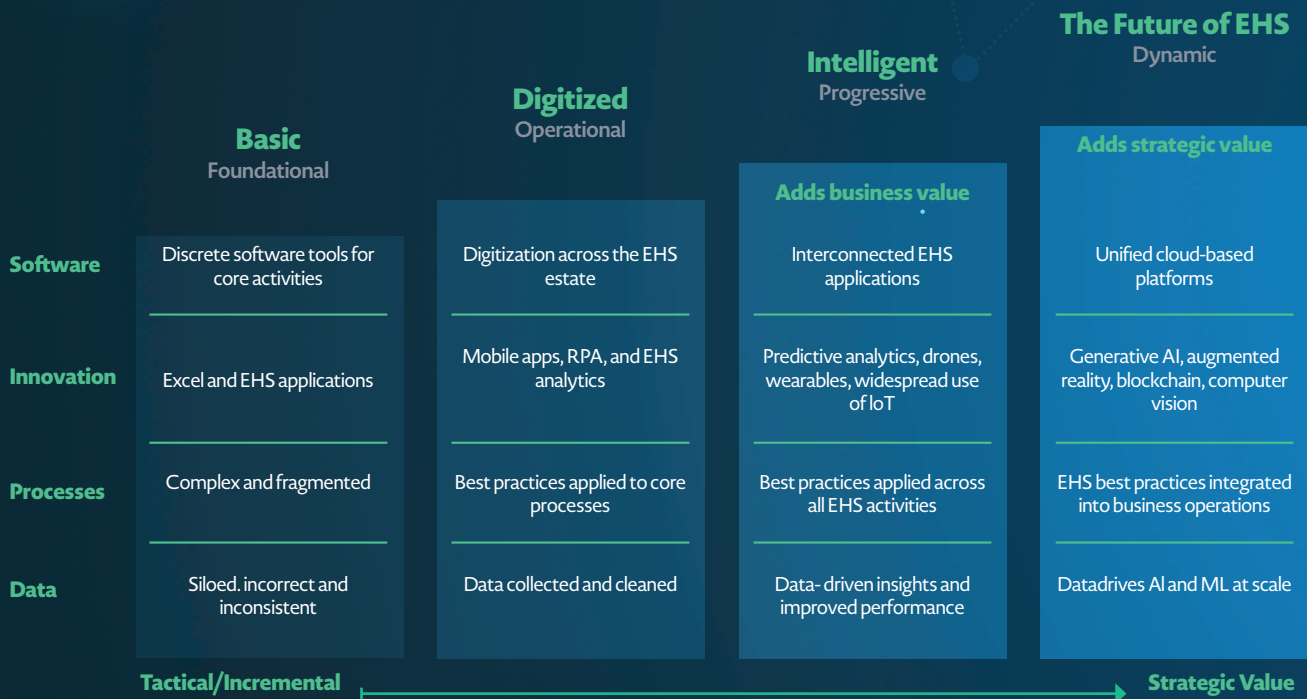 The Future of EHS
Dynamic
Intelligent
Progressive
Digitized
Operational
Basic
Foundational
Adds strategic value
Adds business value
Software
Discrete software tools for
core activities
Digitization across the EHS
estate
Interconnected EHS
applications
Unified cloud-based
platforms
Innovation
Excel and EHS applications
Mobile apps, RPA, and EHS
analytics
Predictive analytics, drones,
wearables, widespread use
of IoT
Generative AI, augmented
reality, blockchain, computer
vision
Processes
Complex and fragmented
Best practices applied to core
processes
Best practices applied across
all EHS activities
EHS best practices integrated
into business operations
Data
Siloed. incorrect and
inconsistent
Data collected and cleaned
Data- driven insights and
improved performance
Datadrives AI and ML at scale
Tactical/Incremental
Strategic Value